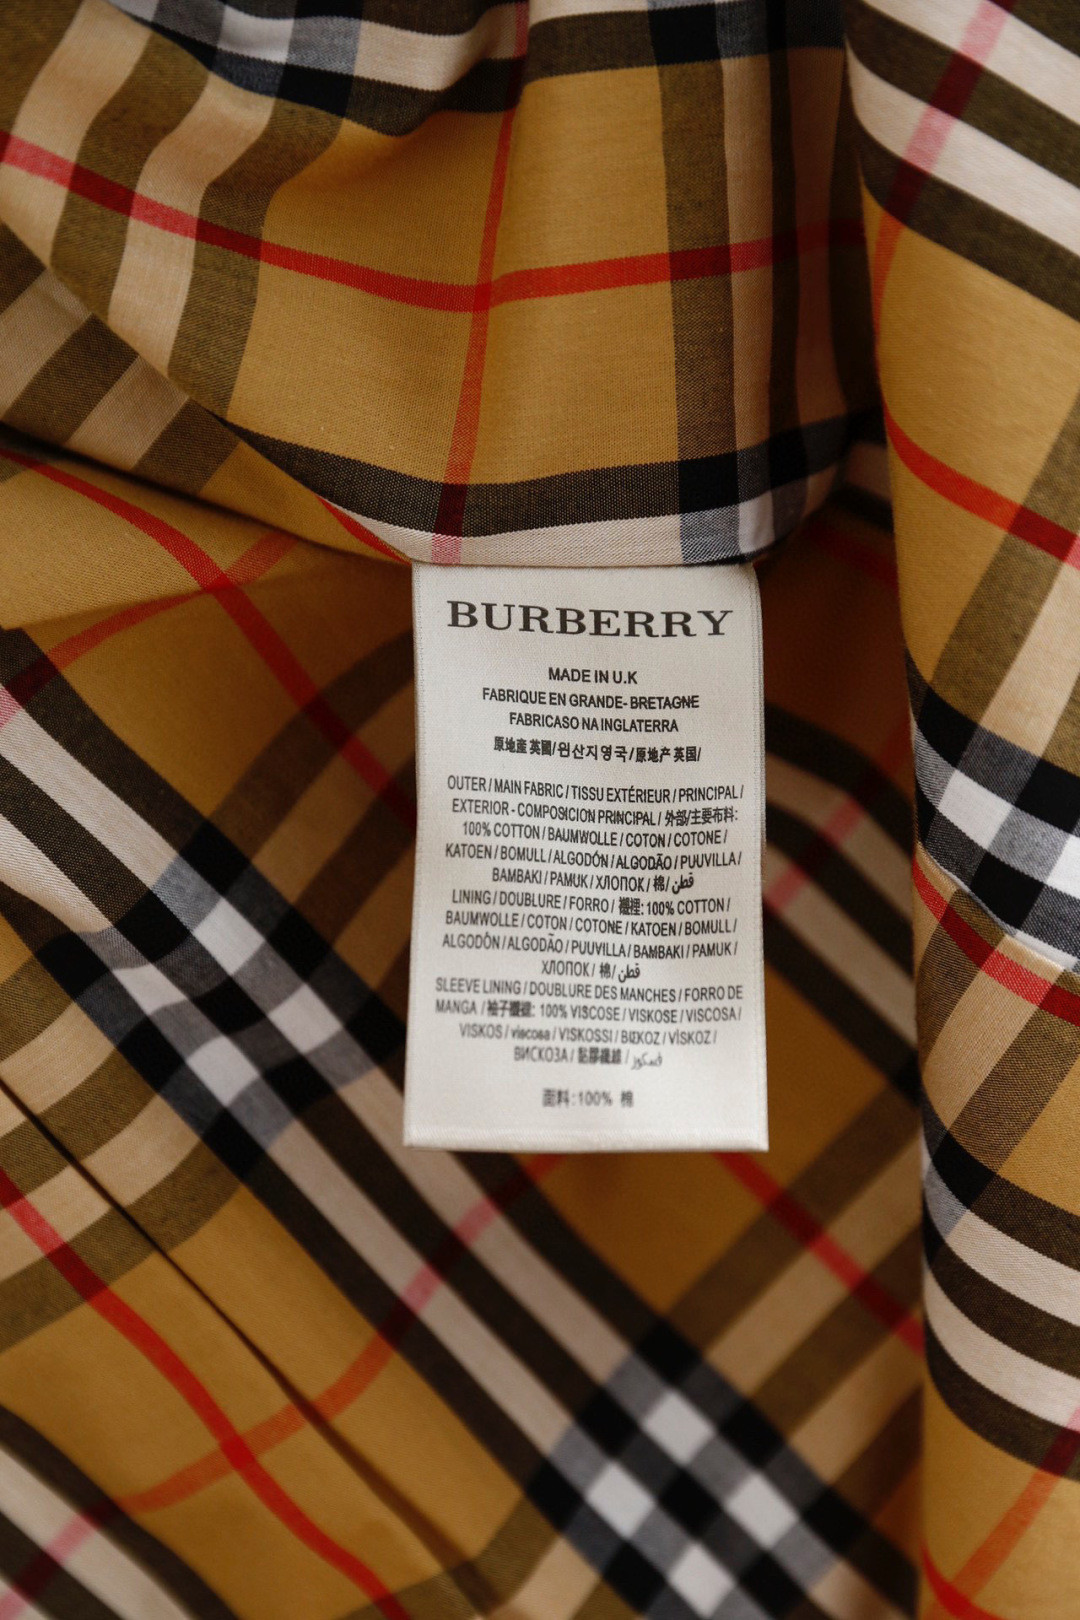 BURBERRY
MADE IN U.K
FABRIQUE EN GRANDE- BRETAGNE
FABRICASO NA INGLATERRA
原地產 英國/원산지 영국/原地产 英国/
OUTER / MAIN FABRIC / TISSU EXTÉRIEUR / PRINCIPAL /
EXTERIOR - COMPOSICION PRINCIPAL / 外部/主要布料:
100% COTTON / BAUMWOLLE / COTON / COTONE /
KATOEN / BOMULL / ALGODÓN / ALGODÃO / PUUVILLA /
BAMBAKI / PAMUK / ХЛОПОК / 棉/ قطن
LINING / DOUBLURE / FORRO / 襯裡: 100% COTTON /
BAUMWOLLE / COTON / COTONE / KATOEN / BOMULL /
ALGODÓN / ALGODÃO / PUUVILLA / BAMBAKI / PAMUK /
ХЛОПОК / 棉/ قطن
SLEEVE LINING / DOUBLURE DES MANCHES / FORRO DE
MANGA / 袖子襯裡: 100% VISCOSE / VISKOSE / VISCOSA /
VISKOS / viscosa / VISKOSSI / ΒΙΣΚΟΖ / VİSKOZ /
ВИСКОЗА / 黏膠纖維 /
面料:100% 棉